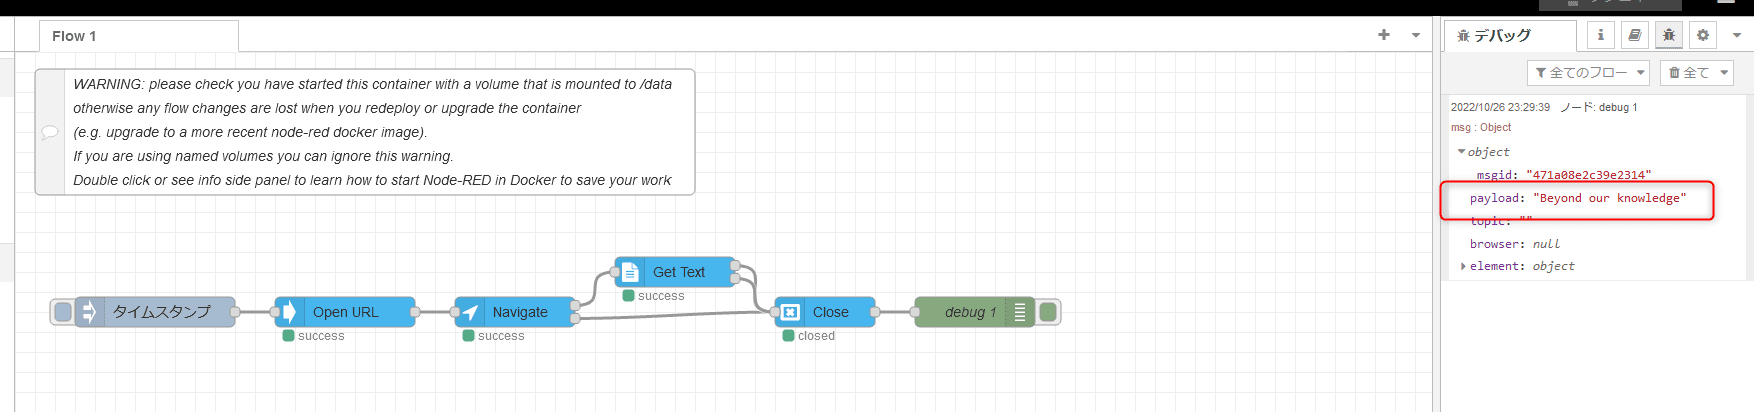 Flow 1
WARNING: please check you have started this container with a volume that is mounted to /data
otherwise any flow changes are lost when you redeploy or upgrade the container
(e.g. upgrade to a more recent node-red docker image).
If you are using named volumes you can ignore this warning.
Double click or see info side panel to learn how to start Node-RED in Docker to save your work
Get Text
success
タイムスタンプ
Open URL
success
Navigate
success
Close
closed
debug 1
デバッグ
全てのフロー
全て
2022/10/26 23:29:39 ノード: debug 1
msg : Object
object
_msgid: "471a08e2c39e2314"
payload: "Beyond our knowledge"
topic: ""
browser: null
element: object